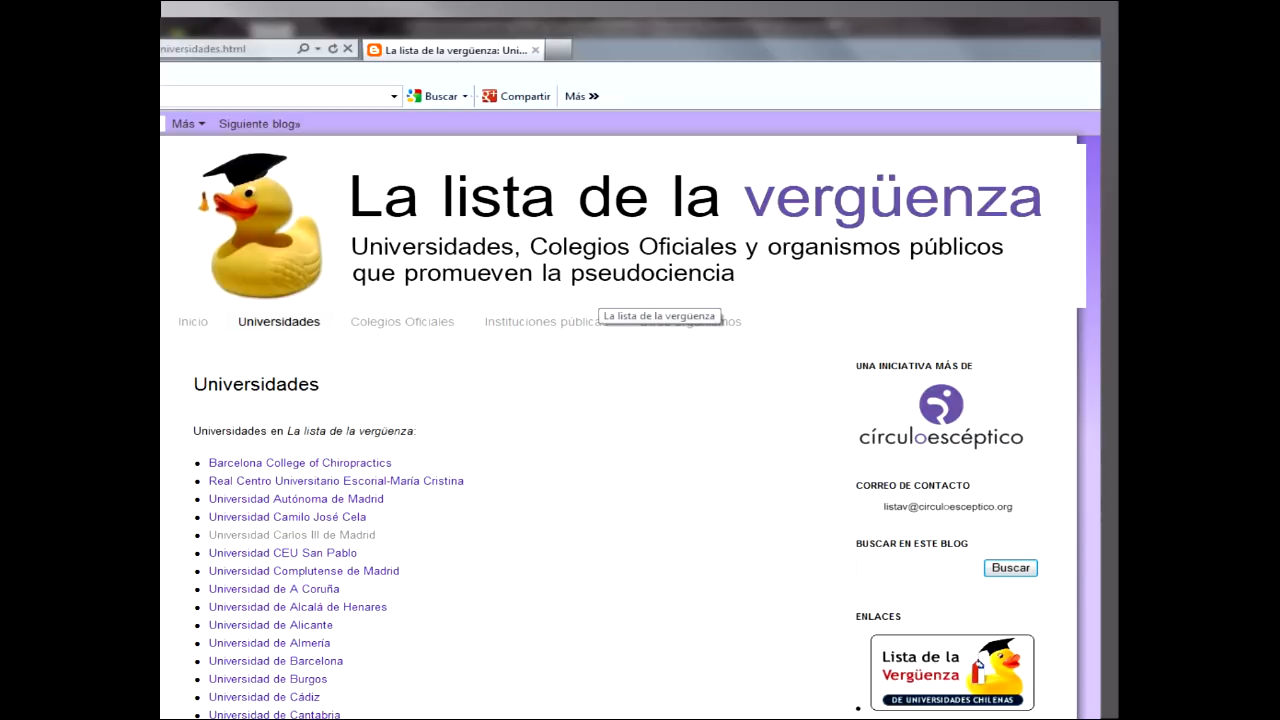 niversidades.html
La lista de la vergüenza: Uni...
Buscar
Compartir
Más
Más
Siguiente blog»
La lista de la vergüenza
Universidades, Colegios Oficiales y organismos públicos
que promueven la pseudociencia
La lista de la vergüenza
Inicio
Universidades
Colegios Oficiales
Instituciones pública
Universidades
Universidades en La lista de la vergüenza:
Barcelona College of Chiropractics
Real Centro Universitario Escorial-María Cristina
Universidad Autónoma de Madrid
Universidad Camilo José Cela
Universidad Carlos III de Madrid
Universidad CEU San Pablo
Universidad Complutense de Madrid
Universidad de A Coruña
Universidad de Alcalá de Henares
Universidad de Alicante
Universidad de Almería
Universidad de Barcelona
Universidad de Burgos
Universidad de Cádiz
Universidad de Cantabria
UNA INICIATIVA MÁS DE
círculoescéptico
CORREO DE CONTACTO
listav@circuloesceptico.org
BUSCAR EN ESTE BLOG
Buscar
ENLACES
Lista de la
Vergüenza
DE UNIVERSIDADES CHILENAS